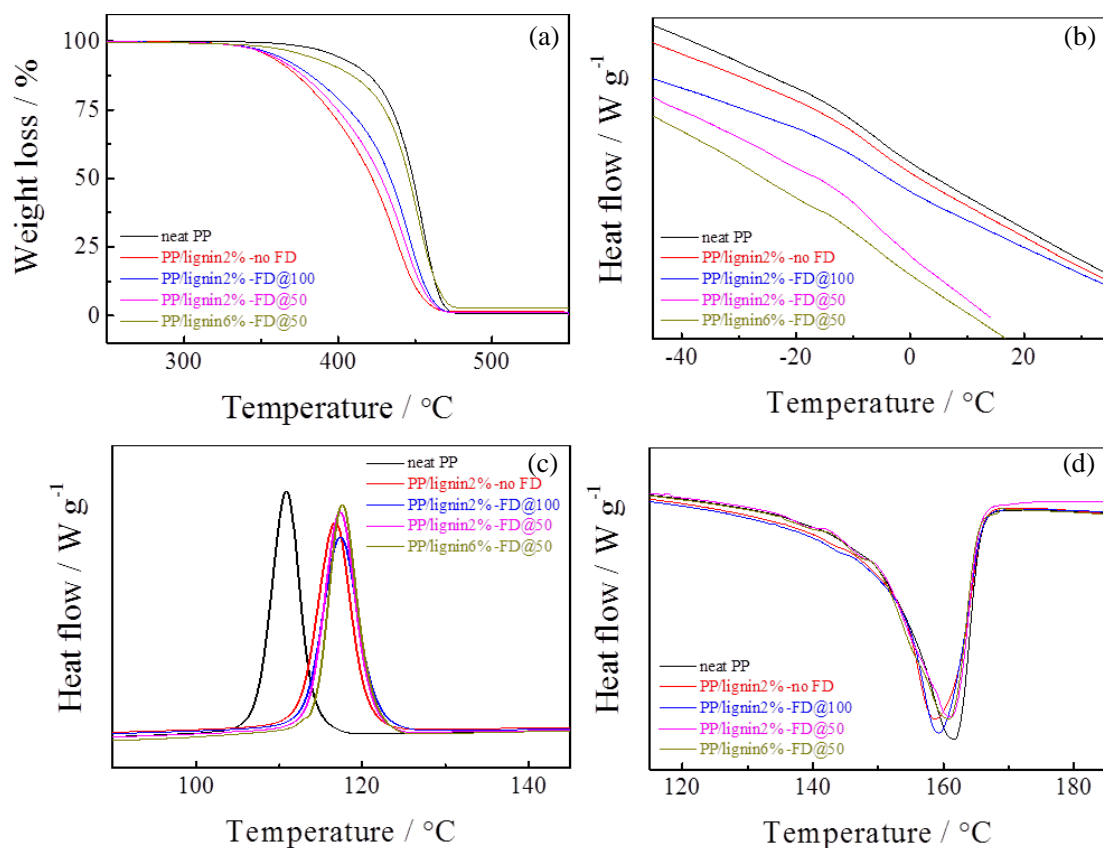 (a)
Weight loss / %
100
75
50
25
0
neat PP
PP/lignin2% -no FD
PP/lignin2% -FD@100
PP/lignin2% -FD@50
PP/lignin6% -FD@50
300
400
500
Temperature / °C
(b)
Heat flow / W g-1
neat PP
PP/lignin2% -no FD
PP/lignin2% -FD@100
PP/lignin2% -FD@50
PP/lignin6% -FD@50
-40
-20
0
20
Temperature / °C
(c)
Heat flow / W g-1
neat PP
PP/lignin2% -no FD
PP/lignin2% -FD@100
PP/lignin2% -FD@50
PP/lignin6% -FD@50
100
120
140
Temperature / °C
(d)
Heat flow / W g-1
neat PP
PP/lignin2% -no FD
PP/lignin2% -FD@100
PP/lignin2% -FD@50
PP/lignin6% -FD@50
120
140
160
180
Temperature / °C